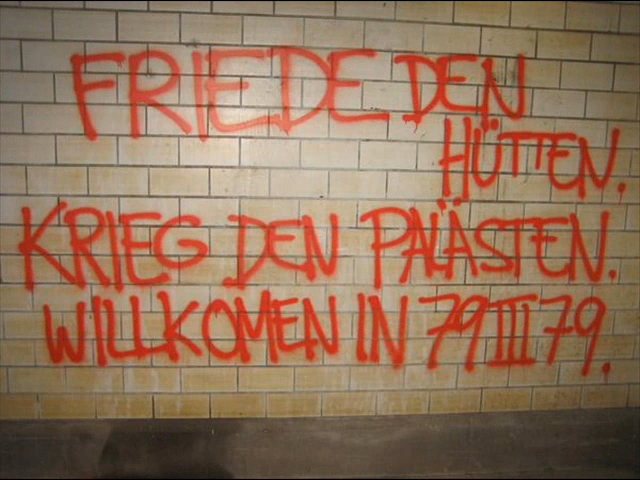 FRIEDE DEN
HÜTTEN.
KRIEG DEN PALÄSTEN.
WILLKOMEN IN 79III79.